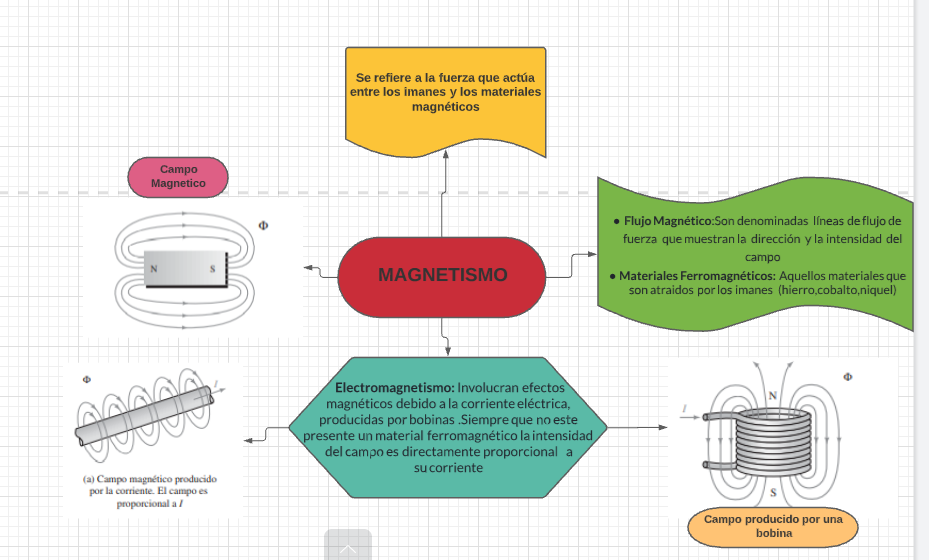 Se refiere a la fuerza que actúa
entre los imanes y los materiales
magnéticos
Campo
Magnetico
Φ
N S
MAGNETISMO
● Flujo Magnético:Son denominadas líneas de flujo de
fuerza que muestran la dirección y la intensidad del
campo
● Materiales Ferromagnéticos: Aquellos materiales que
son atraidos por los imanes (hierro,cobalto,niquel)
Φ
I
(a) Campo magnético producido
por la corriente. El campo es
proporcional a I
Electromagnetismo: Involucran efectos
magnéticos debido a la corriente eléctrica,
producidas por bobinas .Siempre que no este
presente un material ferromagnético la intensidad
del campo es directamente proporcional a
su corriente
Φ
N
I
S
Campo producido por una
bobina